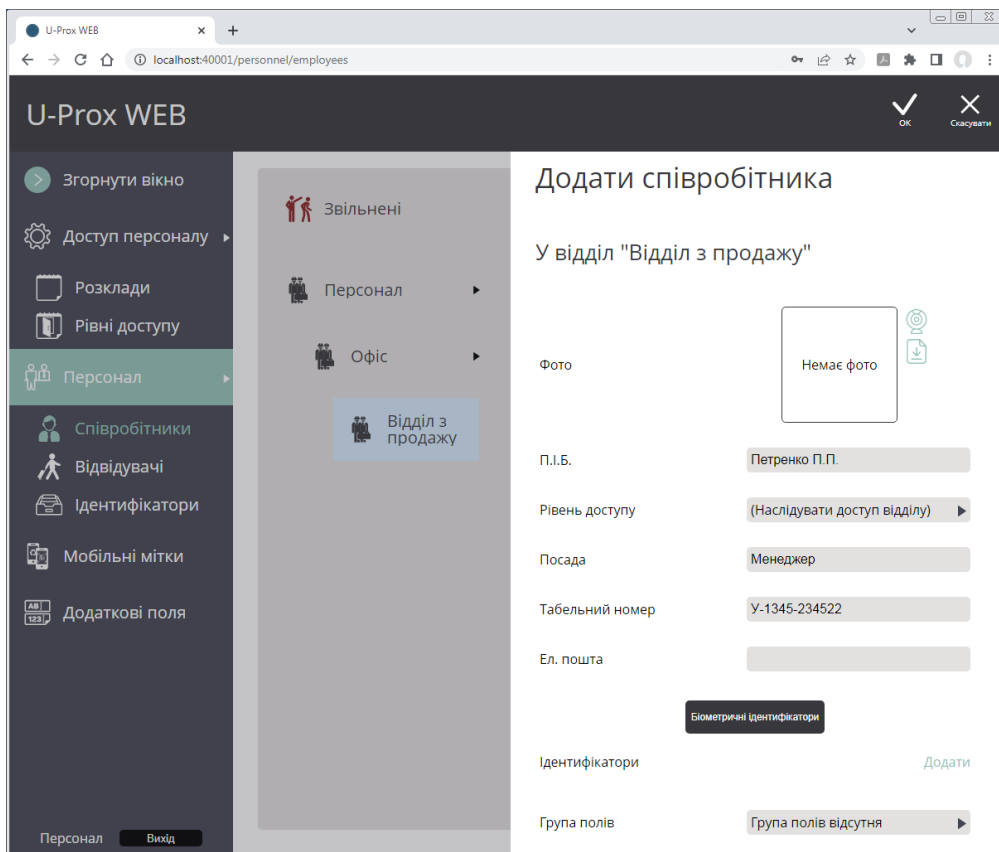 U-Prox WEB
localhost:40001/personnel/employees
U-Prox WEB
OK
Скасувати
Згорнути вікно
Доступ персоналу
Розклади
Рівні доступу
Персонал
Співробітники
Відвідувачі
Ідентифікатори
Мобільні мітки
AB
123
Додаткові поля
Персонал
Вихід
Звільнені
Персонал
Офіс
Відділ з
продажу
Додати співробітника
У відділ "Відділ з продажу"
Фото
Немає фото
П.І.Б.
Петренко П.П.
Рівень доступу
(Наслідувати доступ відділу)
Посада
Менеджер
Табельний номер
У-1345-234522
Ел. пошта
Біометричні ідентифікатори
Ідентифікатори
Додати
Група полів
Група полів відсутня